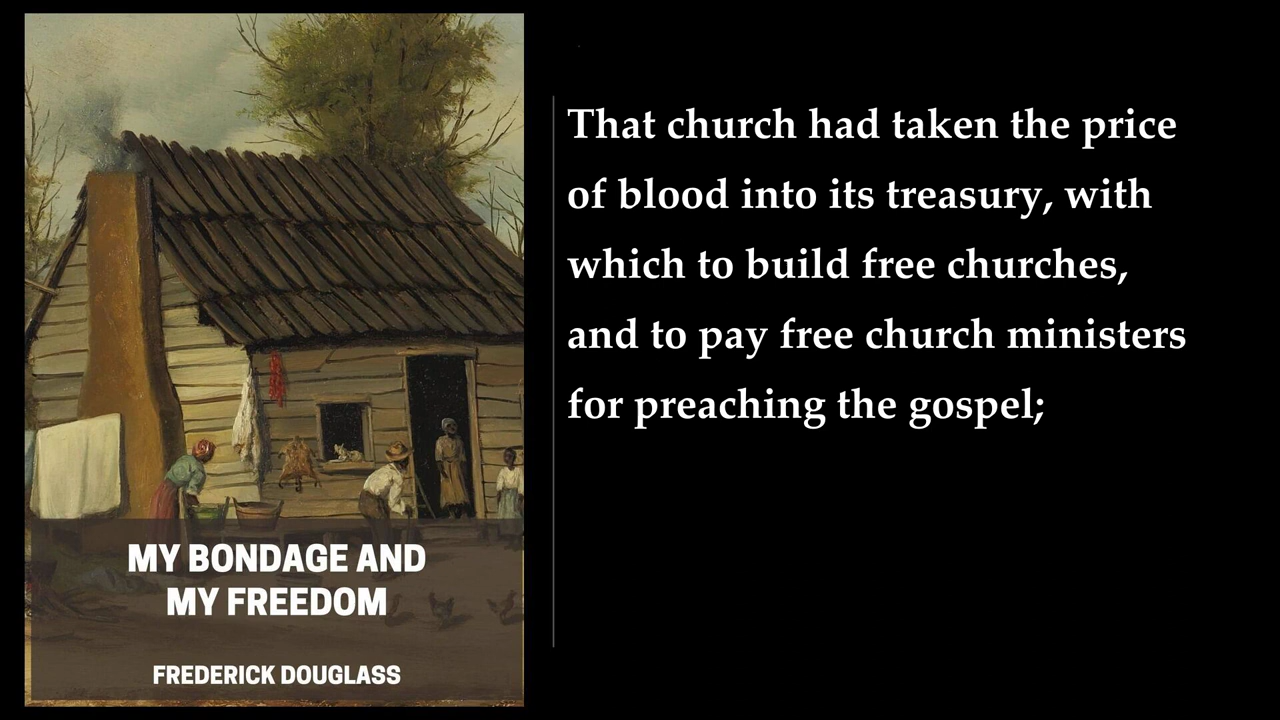 MY BONDAGE AND
MY FREEDOM
FREDERICK DOUGLASS
That church had taken the price
of blood into its treasury, with
which to build free churches,
and to pay free church ministers
for preaching the gospel;